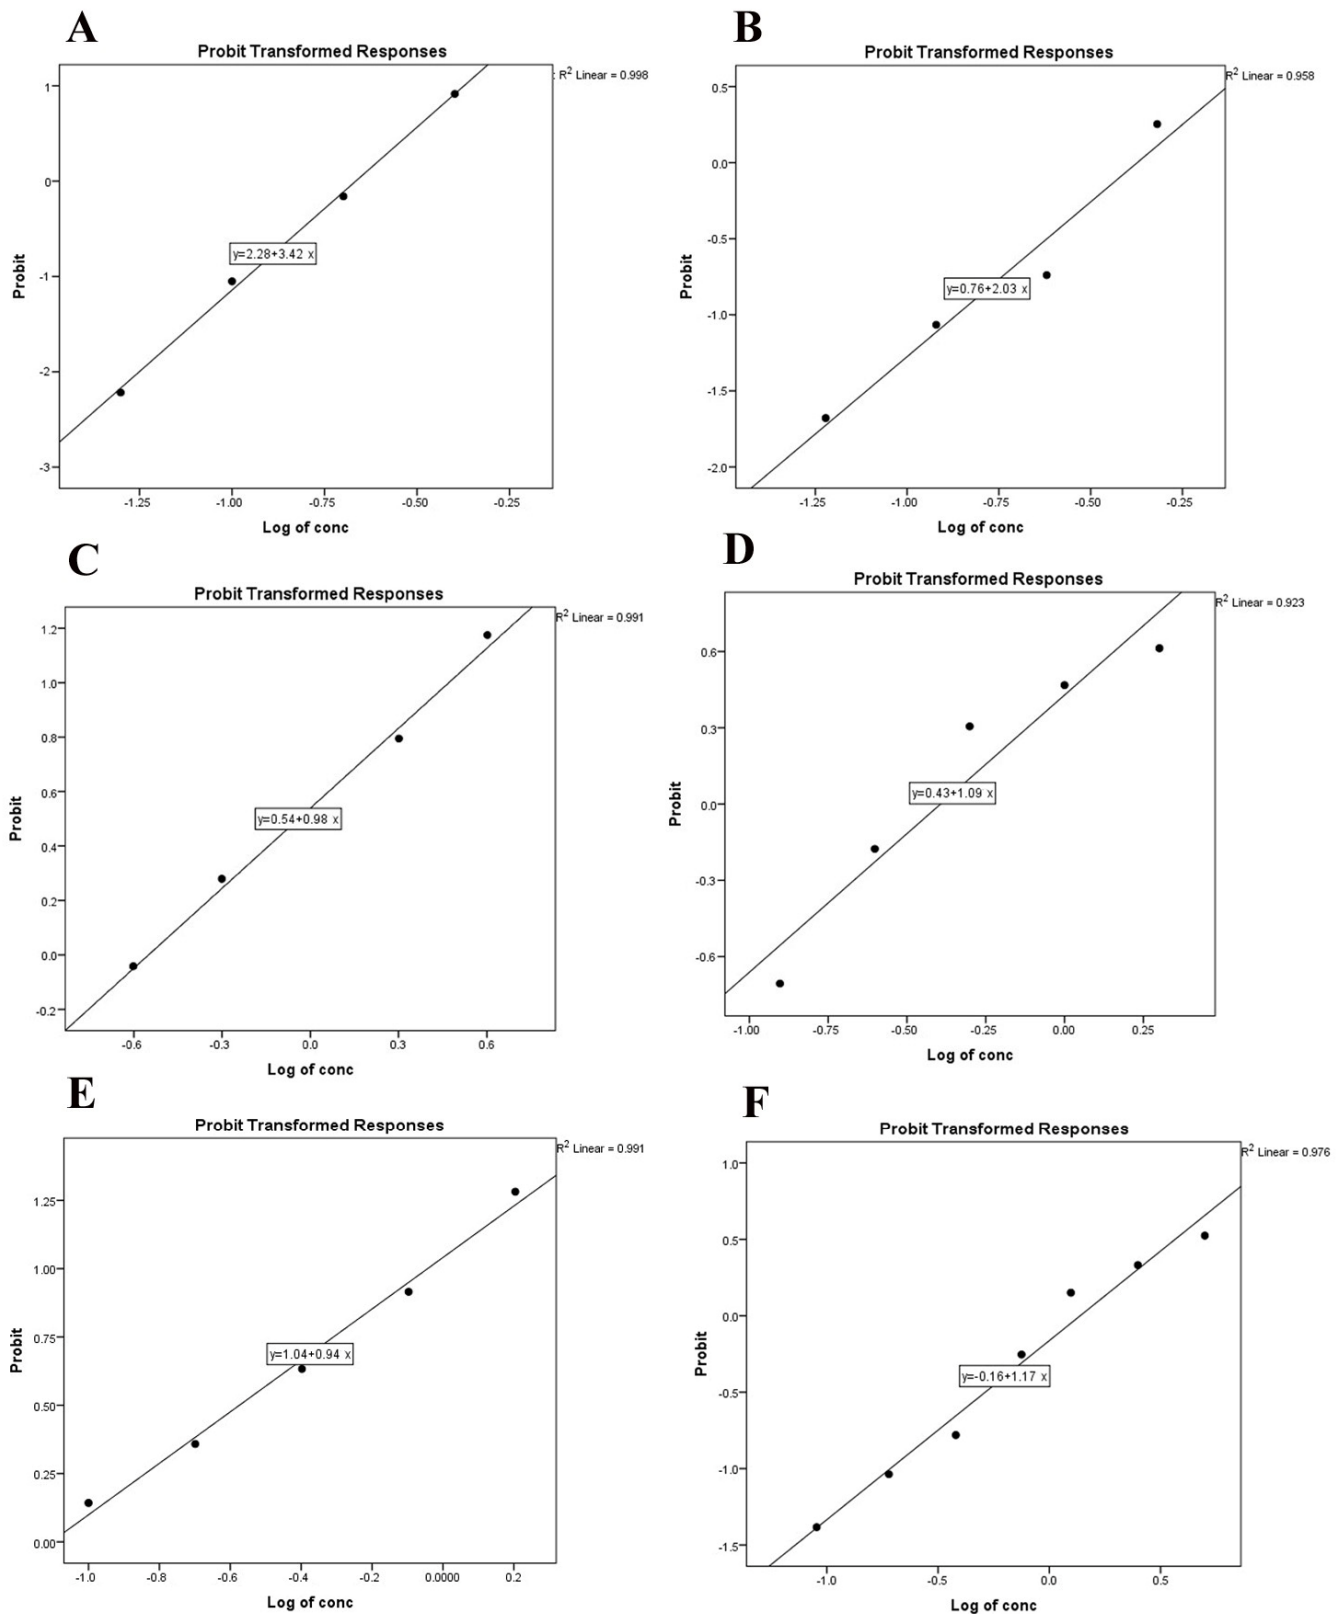 A
Probit Transformed Responses
: R2 Linear = 0.998
1
0
-1
-2
-3
Probit
y=2.28+3.42 x
-1.25 -1.00 -0.75 -0.50 -0.25
Log of conc
B
Probit Transformed Responses
R2 Linear = 0.958
0.5
0.0
-0.5
-1.0
-1.5
-2.0
Probit
y=0.76+2.03 x
-1.25 -1.00 -0.75 -0.50 -0.25
Log of conc
C
Probit Transformed Responses
R2 Linear = 0.991
1.2
1.0
0.8
0.6
0.4
0.2
0.0
-0.2
Probit
y=0.54+0.98 x
-0.6 -0.3 0.0 0.3 0.6
Log of conc
D
Probit Transformed Responses
R2 Linear = 0.923
0.6
0.3
0.0
-0.3
-0.6
Probit
y=0.43+1.09 x
-1.00 -0.75 -0.50 -0.25 0.00 0.25
Log of conc
E
Probit Transformed Responses
R2 Linear = 0.991
1.25
1.00
0.75
0.50
0.25
0.00
Probit
y=1.04+0.94 x
-1.0 -0.8 -0.6 -0.4 -0.2 0.0000 0.2
Log of conc
F
Probit Transformed Responses
R2 Linear = 0.976
1.0
0.5
0.0
-0.5
-1.0
-1.5
Probit
y=-0.16+1.17 x
-1.0 -0.5 0.0 0.5
Log of conc